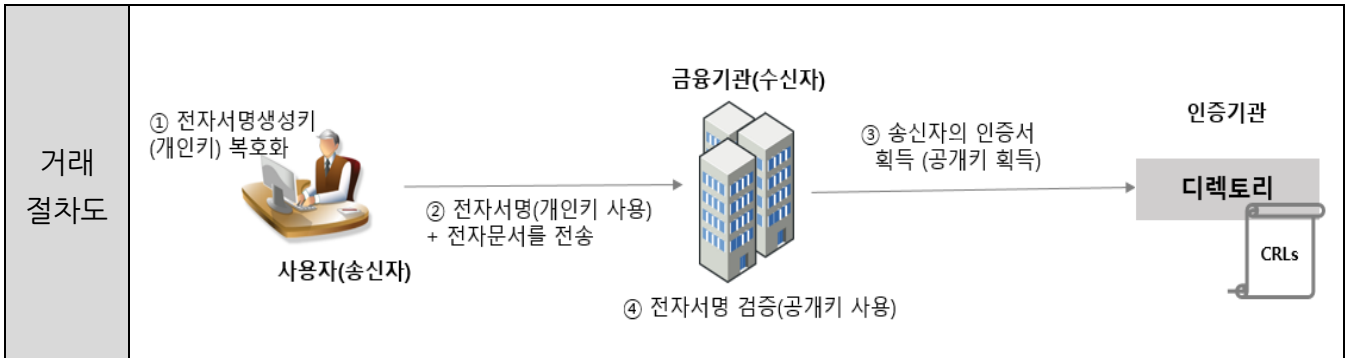 거래
절차도
① 전자서명생성키
(개인키) 복호화
사용자(송신자)
② 전자서명(개인키 사용)
+ 전자문서를 전송
금융기관(수신자)
③ 송신자의 인증서
획득 (공개키 획득)
④ 전자서명 검증(공개키 사용)
인증기관
디렉토리
CRLs